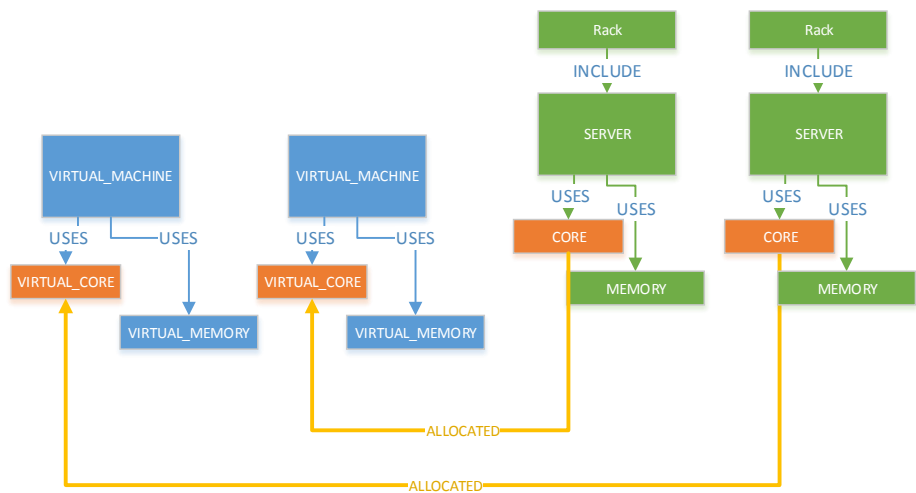 Rack
Rack
INCLUDE
INCLUDE
SERVER
SERVER
VIRTUAL_MACHINE
VIRTUAL_MACHINE
USES
USES
USES
USES
USES
USES
USES
USES
CORE
CORE
VIRTUAL_CORE
VIRTUAL_CORE
MEMORY
MEMORY
VIRTUAL_MEMORY
VIRTUAL_MEMORY
ALLOCATED
ALLOCATED